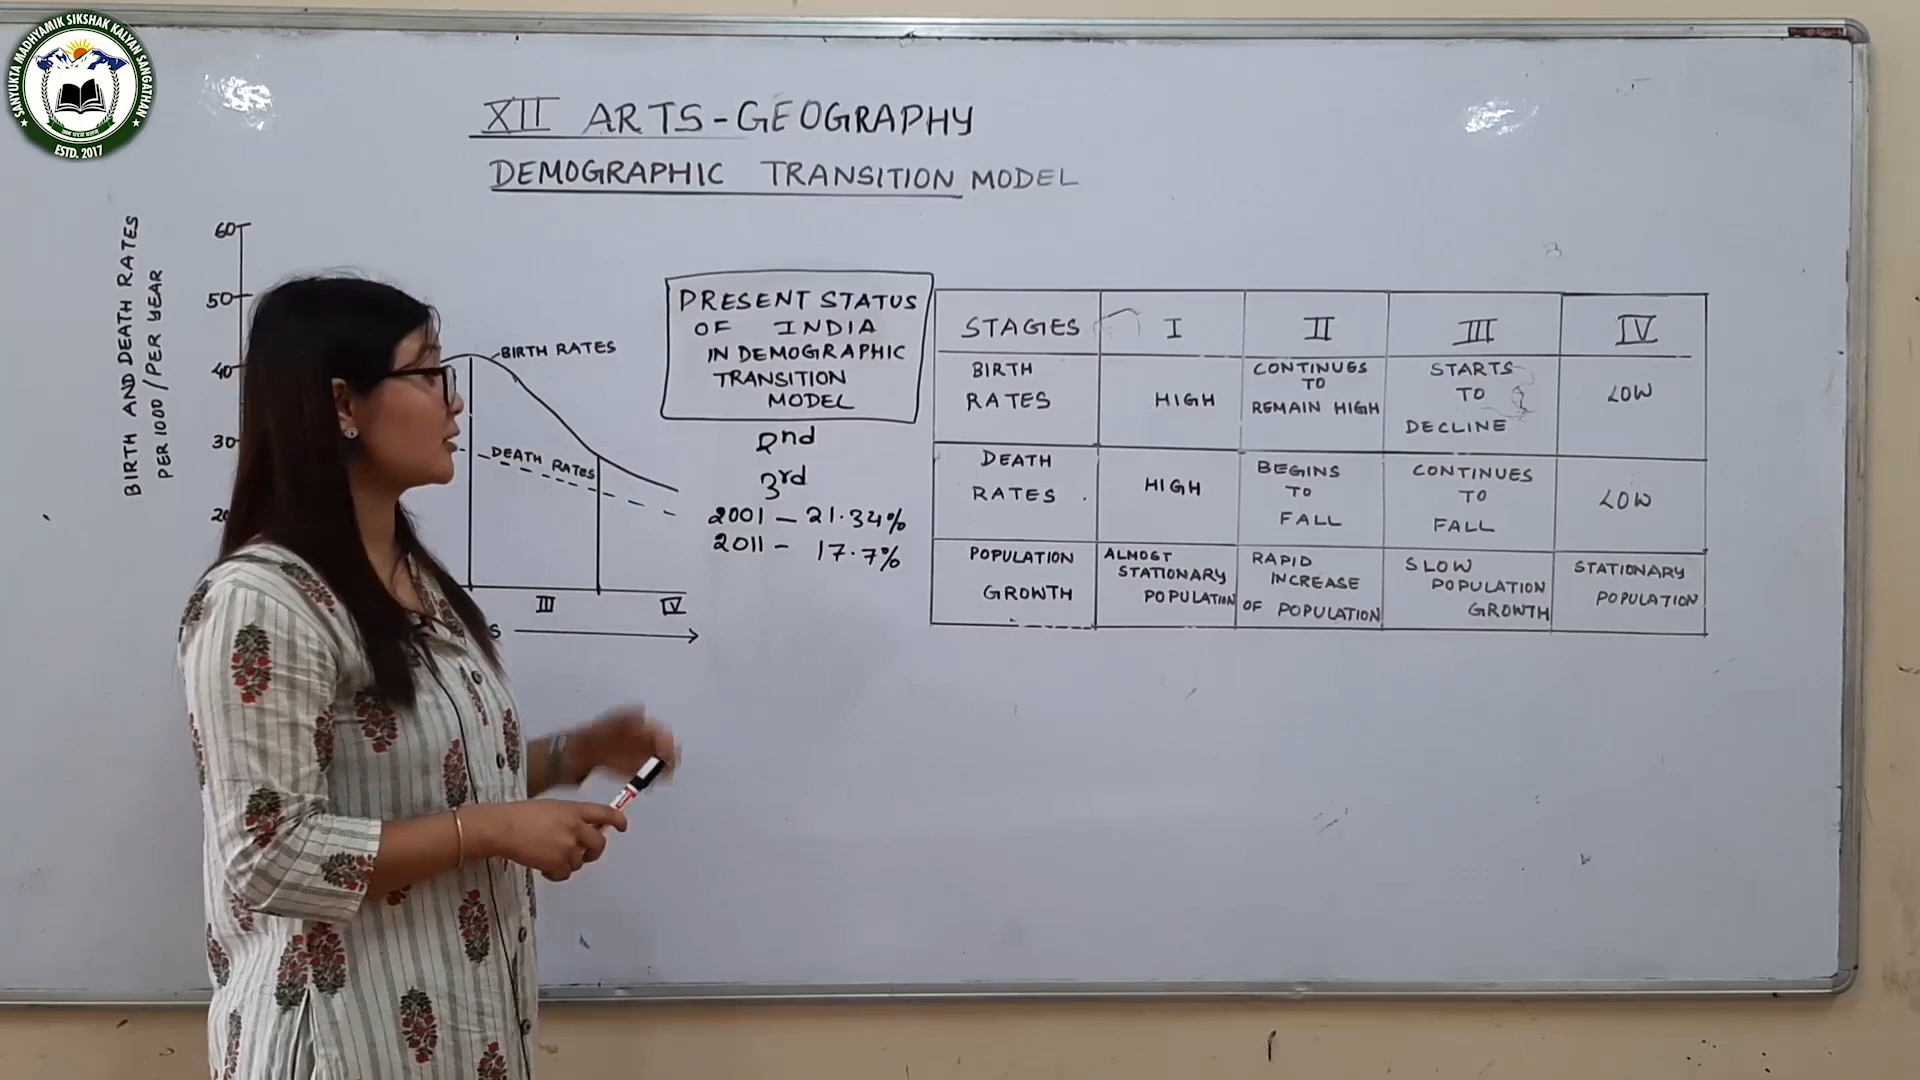 SANYUKTA MADHYAMIK SIKSHAK KALYAN SANGATHAN
ESTD. 2017
XII ARTS-GEOGRAPHY
DEMOGRAPHIC TRANSITION MODEL
BIRTH AND DEATH RATES
PER 1000/PER YEAR
60
50
40
30
20
BIRTH RATES
DEATH RATES
III IV
S
PRESENT STATUS
OF INDIA
IN DEMOGRAPHIC
TRANSITION
MODEL
2nd
3rd
2001 - 21.34%
2011 - 17.7%
STAGES I II III IV
BIRTH
RATES
HIGH
CONTINUES
TO
REMAIN HIGH
STARTS
TO
DECLINE
LOW
DEATH
RATES
HIGH
BEGINS
TO
FALL
CONTINUES
TO
FALL
LOW
POPULATION
GROWTH
ALMOST
STATIONARY
POPULATION
RAPID
INCREASE
OF POPULATION
SLOW
POPULATION
GROWTH
STATIONARY
POPULATION